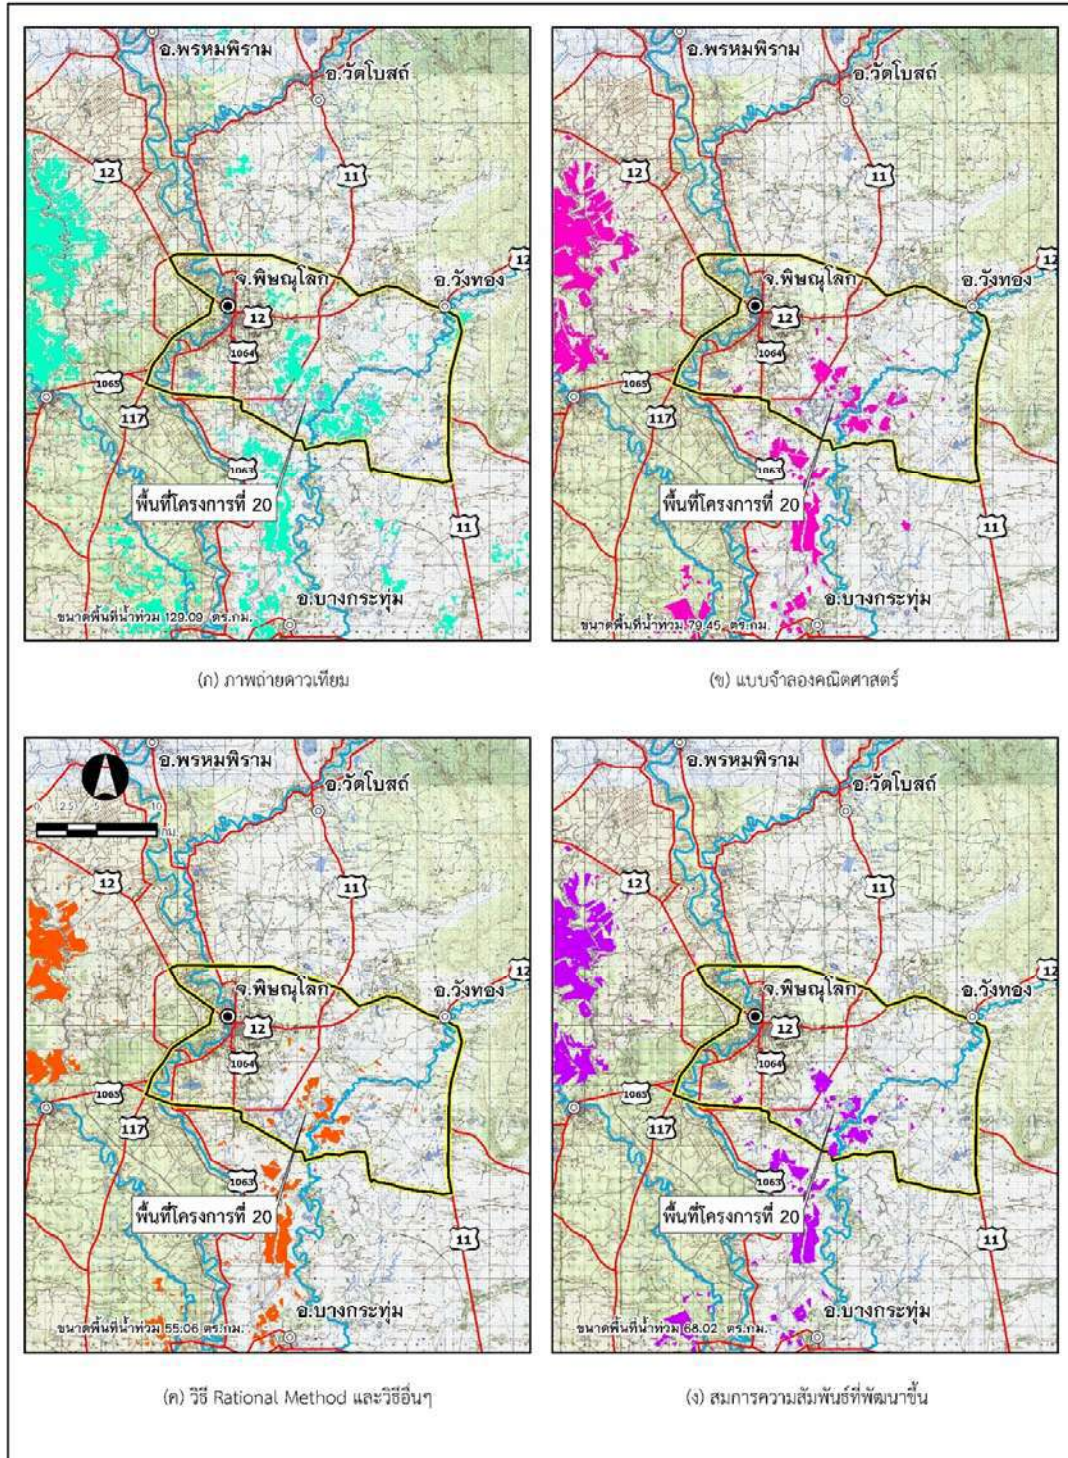 อ.พรหมพิราม
อ.วัดโบสถ์
12
11
12
จ.พิษณุโลก
อ.วังทอง
12
1064
1065
117
1063
พื้นที่โครงการที่ 20
11
อ.บางกระทุ่ม
ขนาดพื้นที่น้ำท่วม 129.09 ตร.กม.
(ก) ภาพถ่ายดาวเทียม
อ.พรหมพิราม
อ.วัดโบสถ์
12
11
12
จ.พิษณุโลก
อ.วังทอง
12
1064
1065
117
1063
พื้นที่โครงการที่ 20
11
อ.บางกระทุ่ม
ขนาดพื้นที่น้ำท่วม 79.45 ตร.กม.
(ข) แบบจำลองคณิตศาสตร์
อ.พรหมพิราม
อ.วัดโบสถ์
0 2.5 5 10
กม.
12
11
12
จ.พิษณุโลก
อ.วังทอง
12
1064
1065
117
1063
พื้นที่โครงการที่ 20
11
อ.บางกระทุ่ม
ขนาดพื้นที่น้ำท่วม 55.06 ตร.กม.
(ค) วิธี Rational Method และวิธีอื่นๆ
อ.พรหมพิราม
อ.วัดโบสถ์
12
11
12
จ.พิษณุโลก
อ.วังทอง
12
1064
1065
117
1063
พื้นที่โครงการที่ 20
11
อ.บางกระทุ่ม
ขนาดพื้นที่น้ำท่วม 68.02 ตร.กม.
(ง) สมการความสัมพันธ์ที่พัฒนาขึ้น